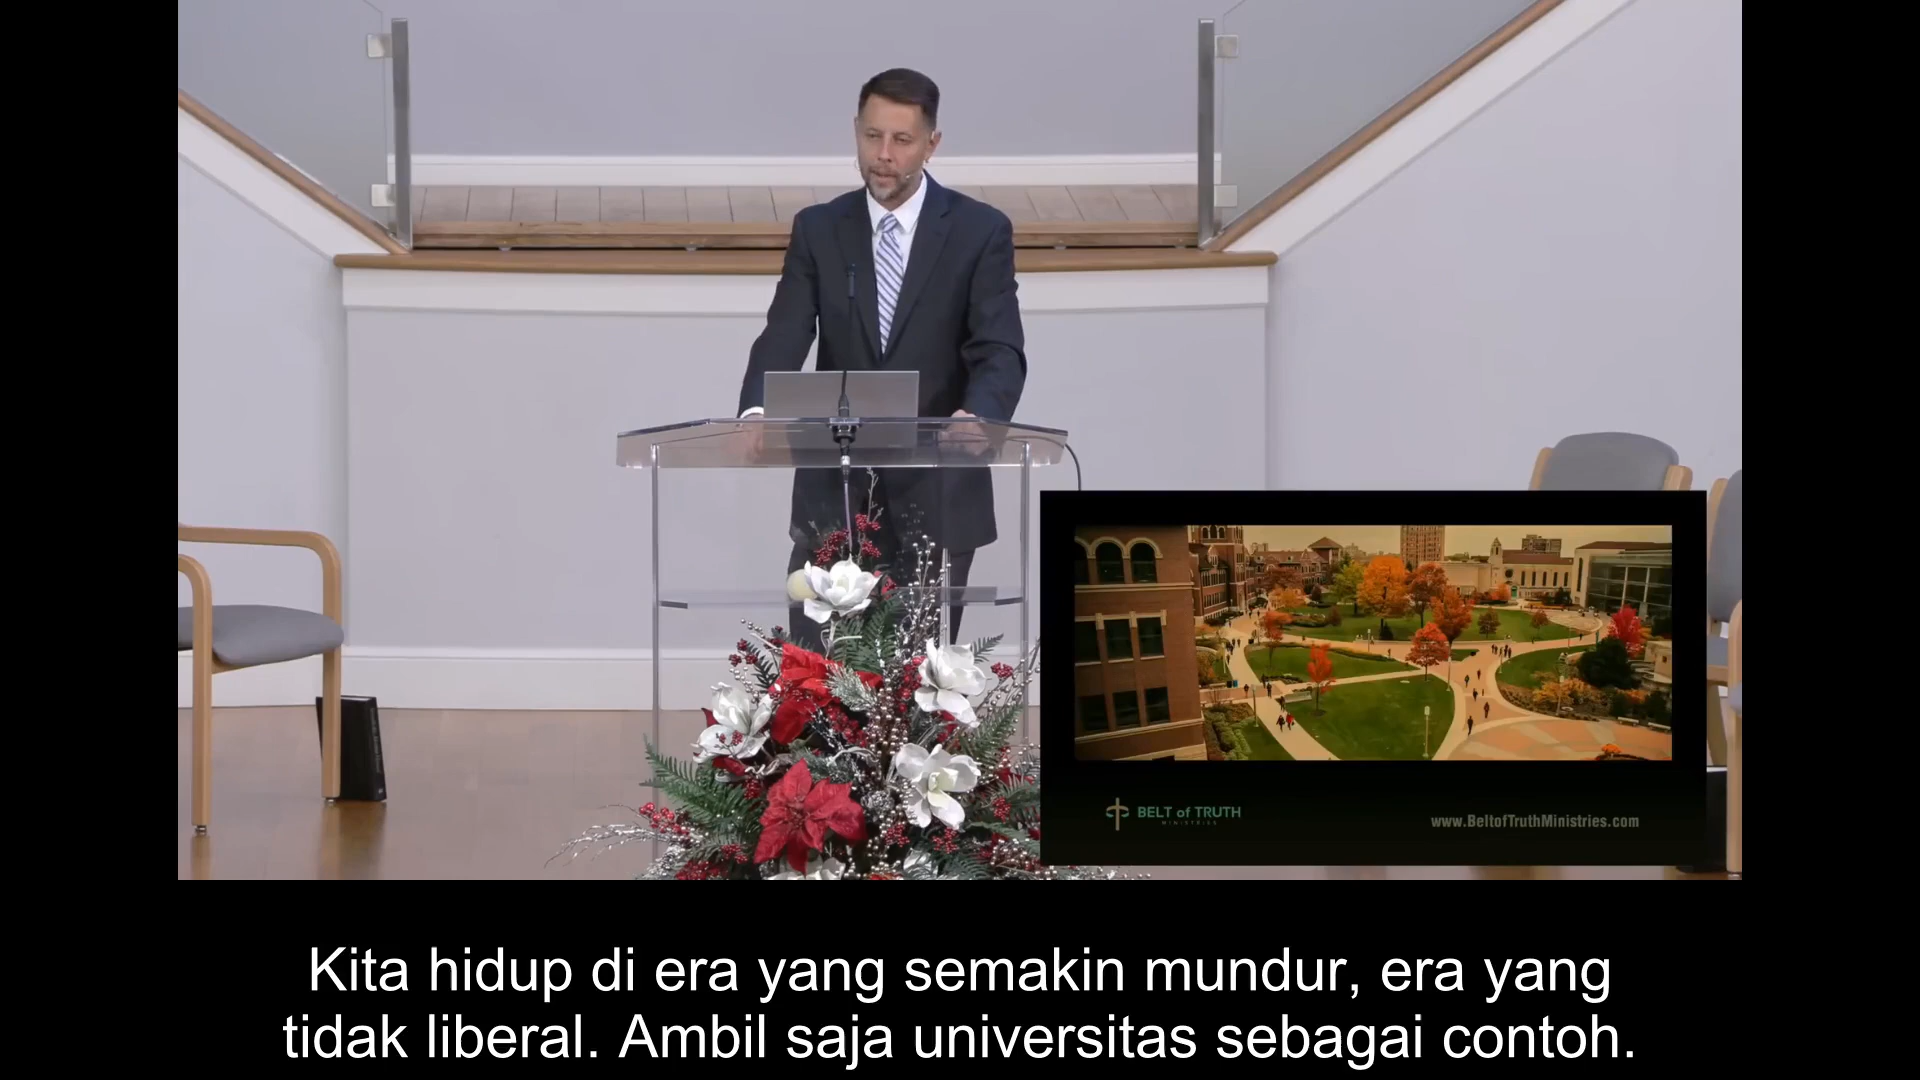 BELT of TRUTH
MINISTRIES
www.BeltofTruthMinistries.com
Kita hidup di era yang semakin mundur, era yang
tidak liberal. Ambil saja universitas sebagai contoh.